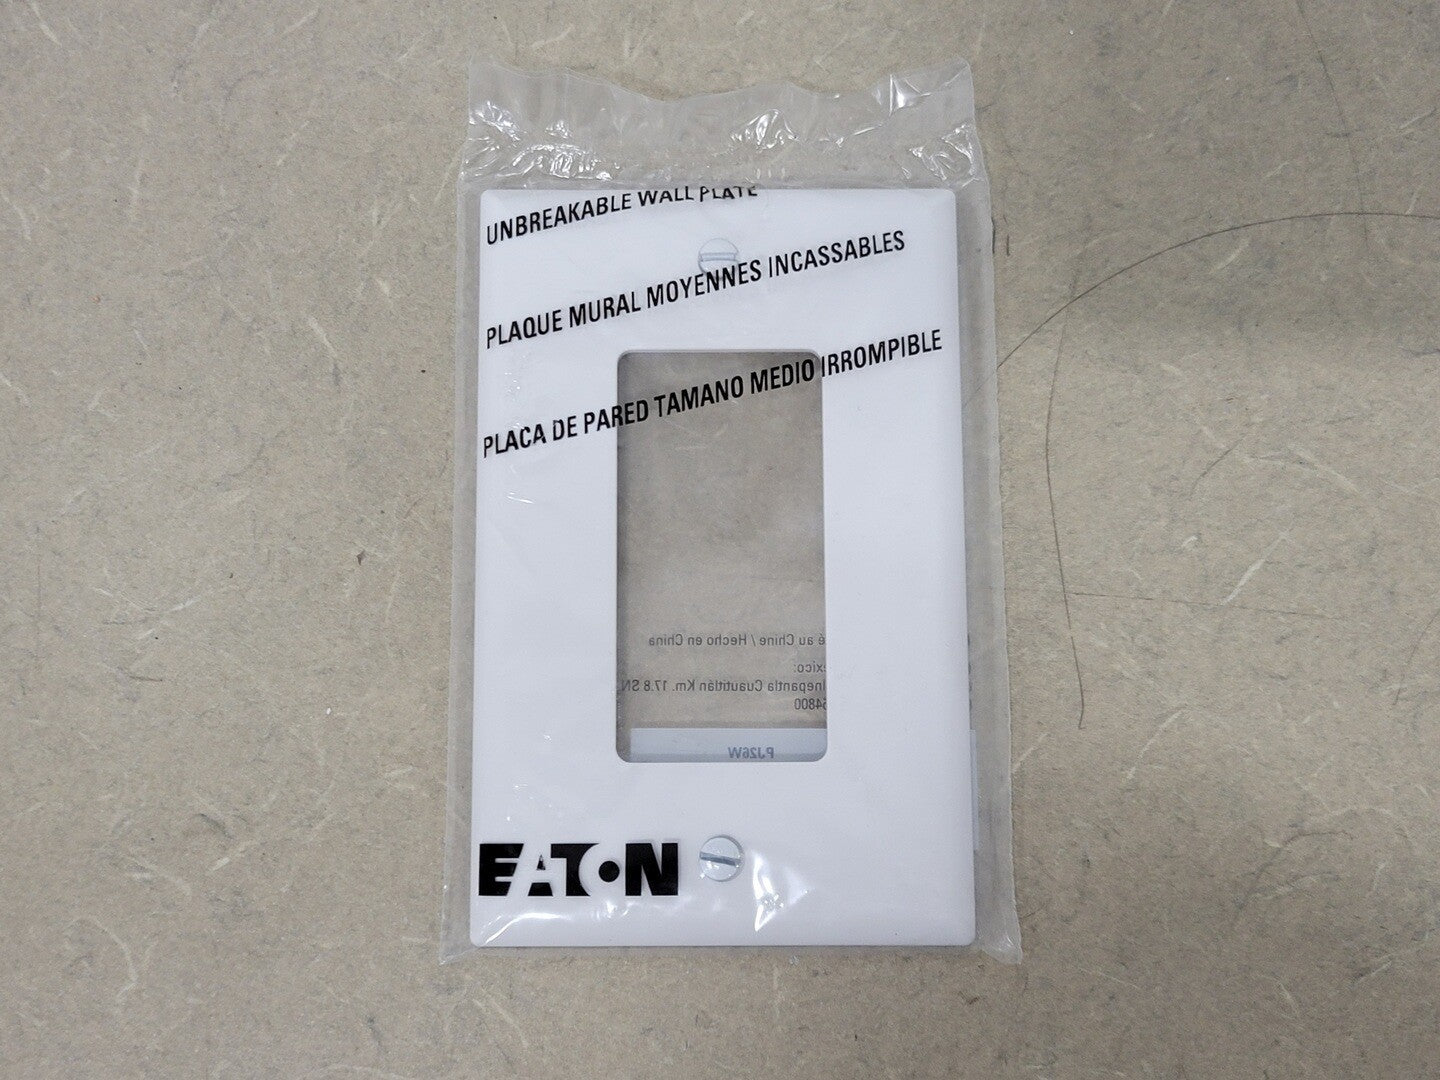 UNBREAKABLE WALL PLATE
PLAQUE MURAL MOYENNES INCASSABLES
PLACA DE PARED TAMANO MEDIO IRROMPIBLE
é au Chine / Hecho en China
exico:
lnepantla Cuautitlán Km. 17.8 SN,
54800
PJ26W
EATON